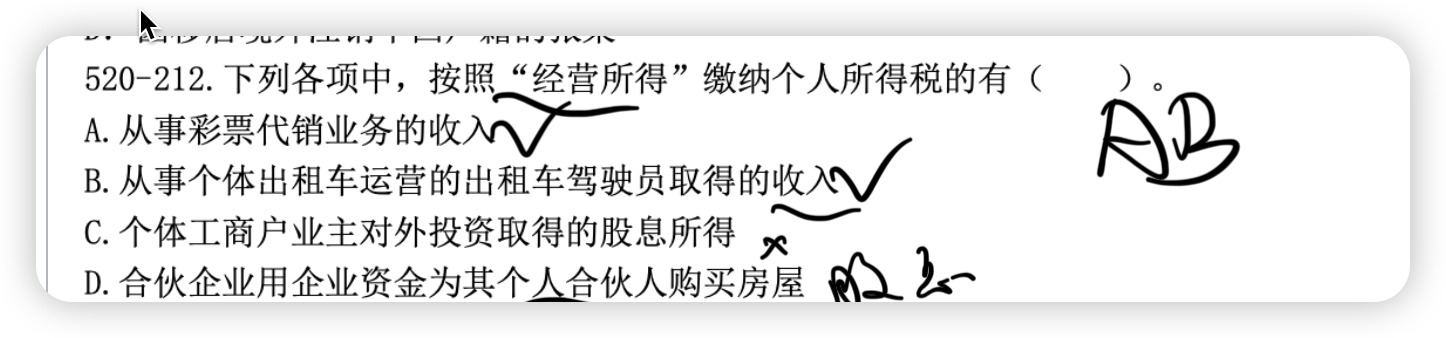 520-212.下列各项中，按照“经营所得”缴纳个人所得税的有（　　）。
A.从事彩票代销业务的收入
AB
B.从事个体出租车运营的出租车驾驶员取得的收入
C.个体工商户业主对外投资取得的股息所得
D.合伙企业用企业资金为其个人合伙人购买房屋